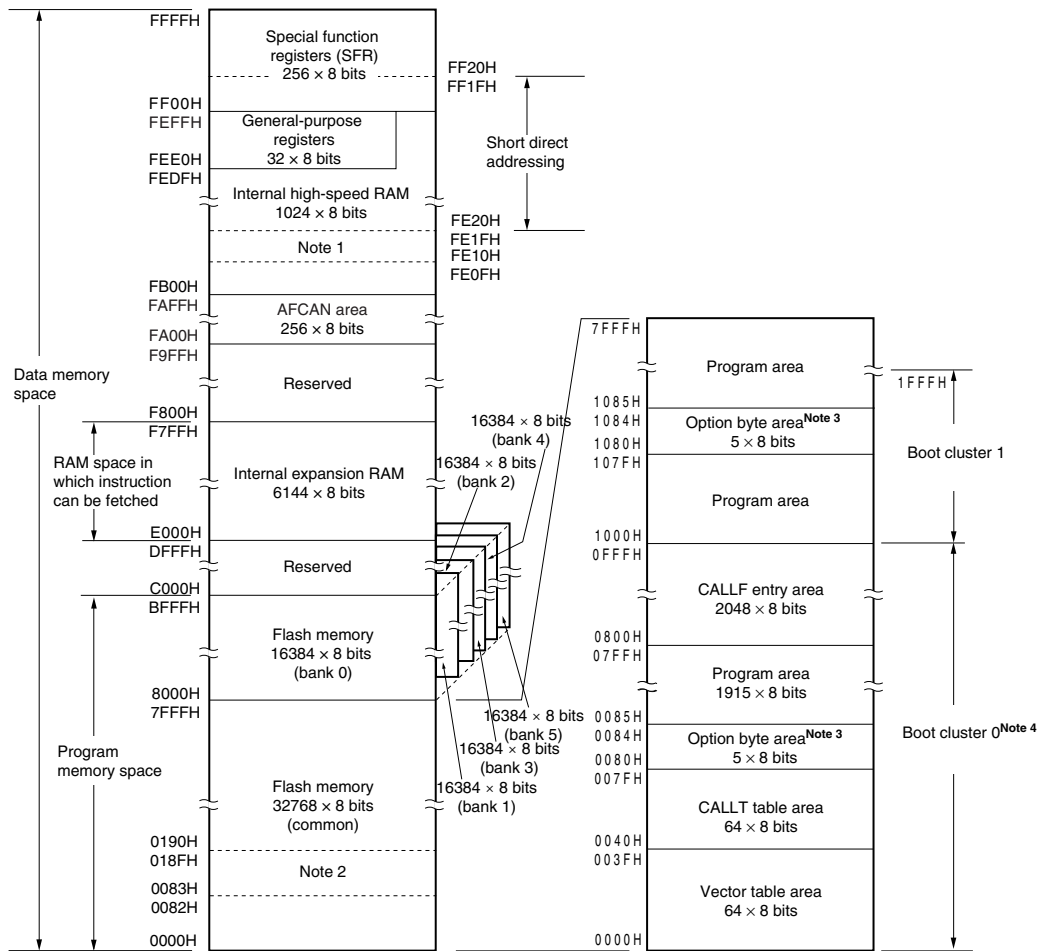 FFFFH
Special function
registers (SFR)
256 × 8 bits
FF20H
FF1FH
FF00H
FEFFH
General-purpose
registers
32 × 8 bits
Short direct
addressing
FEE0H
FEDFH
Internal high-speed RAM
1024 × 8 bits
FE20H
FE1FH
Note 1
FE10H
FE0FH
FB00H
FAFFH
AFCAN area
256 × 8 bits
FA00H
F9FFH
Data memory
space
Reserved
F800H
F7FFH
RAM space in
which instruction
can be fetched
Internal expansion RAM
6144 × 8 bits
16384 × 8 bits
(bank 4)
16384 × 8 bits
(bank 2)
E000H
DFFFH
Reserved
C000H
BFFFH
Flash memory
16384 × 8 bits
(bank 0)
8000H
7FFFH
16384 × 8 bits
(bank 5)
16384 × 8 bits
(bank 3)
16384 × 8 bits
(bank 1)
Program
memory space
Flash memory
32768 × 8 bits
(common)
0190H
018FH
Note 2
0083H
0082H
0000H
7FFFH
Program area
1FFFH
1085H
1084H
Option byte area Note 3
5 × 8 bits
1080H
107FH
Boot cluster 1
Program area
1000H
0FFFH
CALLF entry area
2048 × 8 bits
0800H
07FFH
Program area
1915 × 8 bits
0085H
0084H
Option byte area Note 3
5 × 8 bits
Boot cluster 0 Note 4
0080H
007FH
CALLT table area
64 × 8 bits
0040H
003FH
Vector table area
64 × 8 bits
0000H